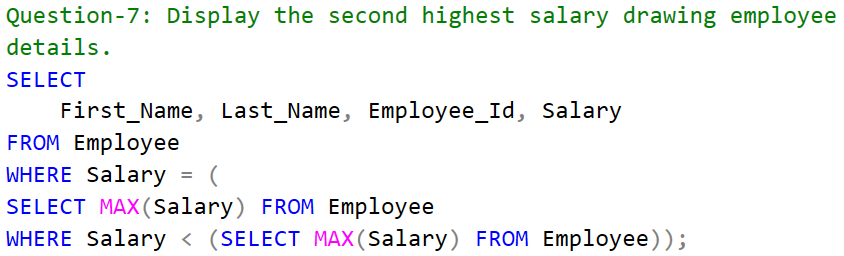 Question-7: Display the second highest salary drawing employee
details.
SELECT
    First_Name, Last_Name, Employee_Id, Salary
FROM Employee
WHERE Salary = (
SELECT MAX(Salary) FROM Employee
WHERE Salary < (SELECT MAX(Salary) FROM Employee));